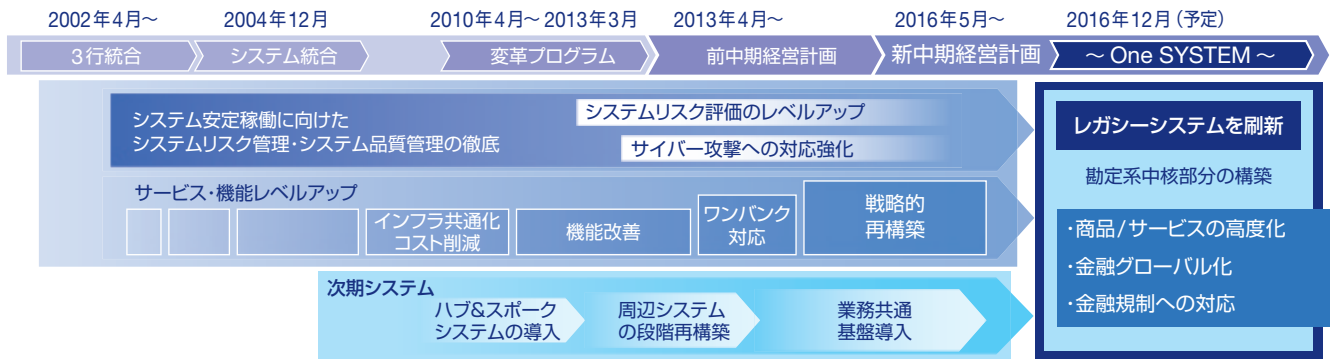 2002年4月～ 2004年12月 2010年4月～2013年3月 2013年4月～ 2016年5月～ 2016年12月（予定）
3行統合 システム統合 変革プログラム 前中期経営計画 新中期経営計画 ～ One SYSTEM ～
システム安定稼働に向けた
システムリスク管理・システム品質管理の徹底
システムリスク評価のレベルアップ
サイバー攻撃への対応強化
サービス・機能レベルアップ
インフラ共通化
コスト削減
機能改善
ワンバンク
対応
戦略的
再構築
次期システム
ハブ&スポーク
システムの導入
周辺システム
の段階再構築
業務共通
基盤導入
レガシーシステムを刷新
勘定系中核部分の構築
・商品/サービスの高度化
・金融グローバル化
・金融規制への対応